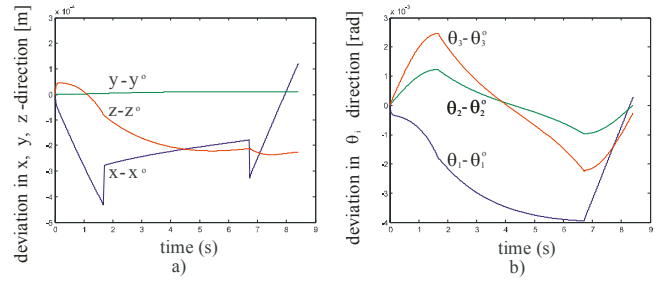 deviation in x, y, z -direction [m]
x 10⁻⁴
3
2
1
0
-1
-2
-3
-4
-5
y-y°
z-z°
x-x°
0 1 2 3 4 5 6 7 8 9
time (s)
a)
deviation in θᵢ direction [rad]
x 10⁻³
3
2
1
0
-1
-2
-3
-4
θ₃-θ₃°
θ₂-θ₂°
θ₁-θ₁°
0 1 2 3 4 5 6 7 8 9
time (s)
b)